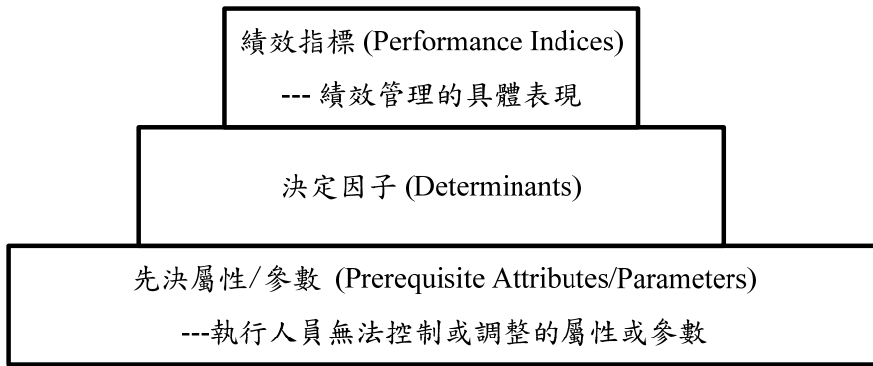 績效指標 (Performance Indices)
--- 績效管理的具體表現
決定因子 (Determinants)
先決屬性/參數 (Prerequisite Attributes/Parameters)
---執行人員無法控制或調整的屬性或參數